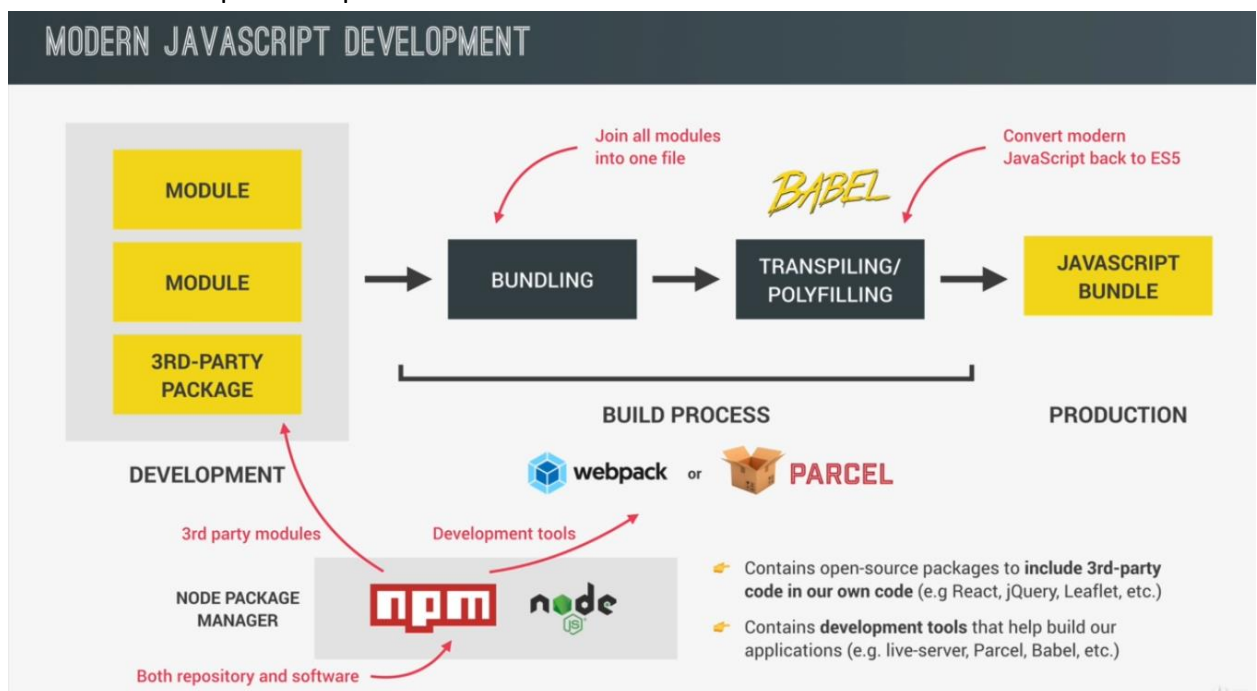 MODERN JAVASCRIPT DEVELOPMENT
MODULE
MODULE
3RD-PARTY
PACKAGE
DEVELOPMENT
Join all modules
into one file
BUNDLING
BABEL
Convert modern
JavaScript back to ES5
TRANSPILING/
POLYFILLING
JAVASCRIPT
BUNDLE
BUILD PROCESS
PRODUCTION
webpack
or
PARCEL
3rd party modules
Development tools
NODE PACKAGE
MANAGER
npm
node
JS
Both repository and software
Contains open-source packages to include 3rd-party
code in our own code (e.g React, jQuery, Leaflet, etc.)
Contains development tools that help build our
applications (e.g. live-server, Parcel, Babel, etc.)